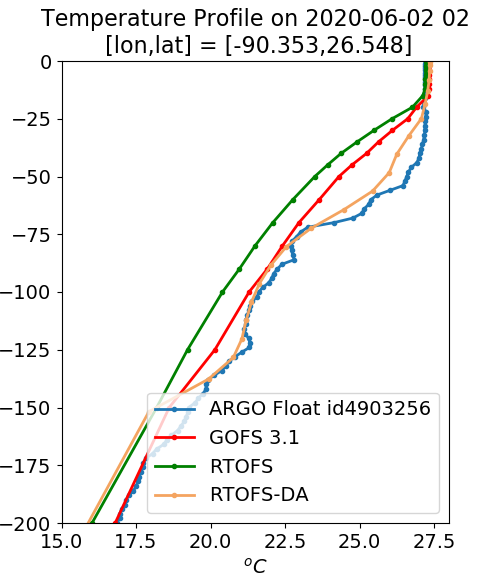 Temperature Profile on 2020-06-02 02
[lon,lat] = [-90.353,26.548]
0
−25
−50
−75
−100
−125
−150
−175
−200
15.0 17.5 20.0 22.5 25.0 27.5
°C
ARGO Float id4903256
GOFS 3.1
RTOFS
RTOFS-DA